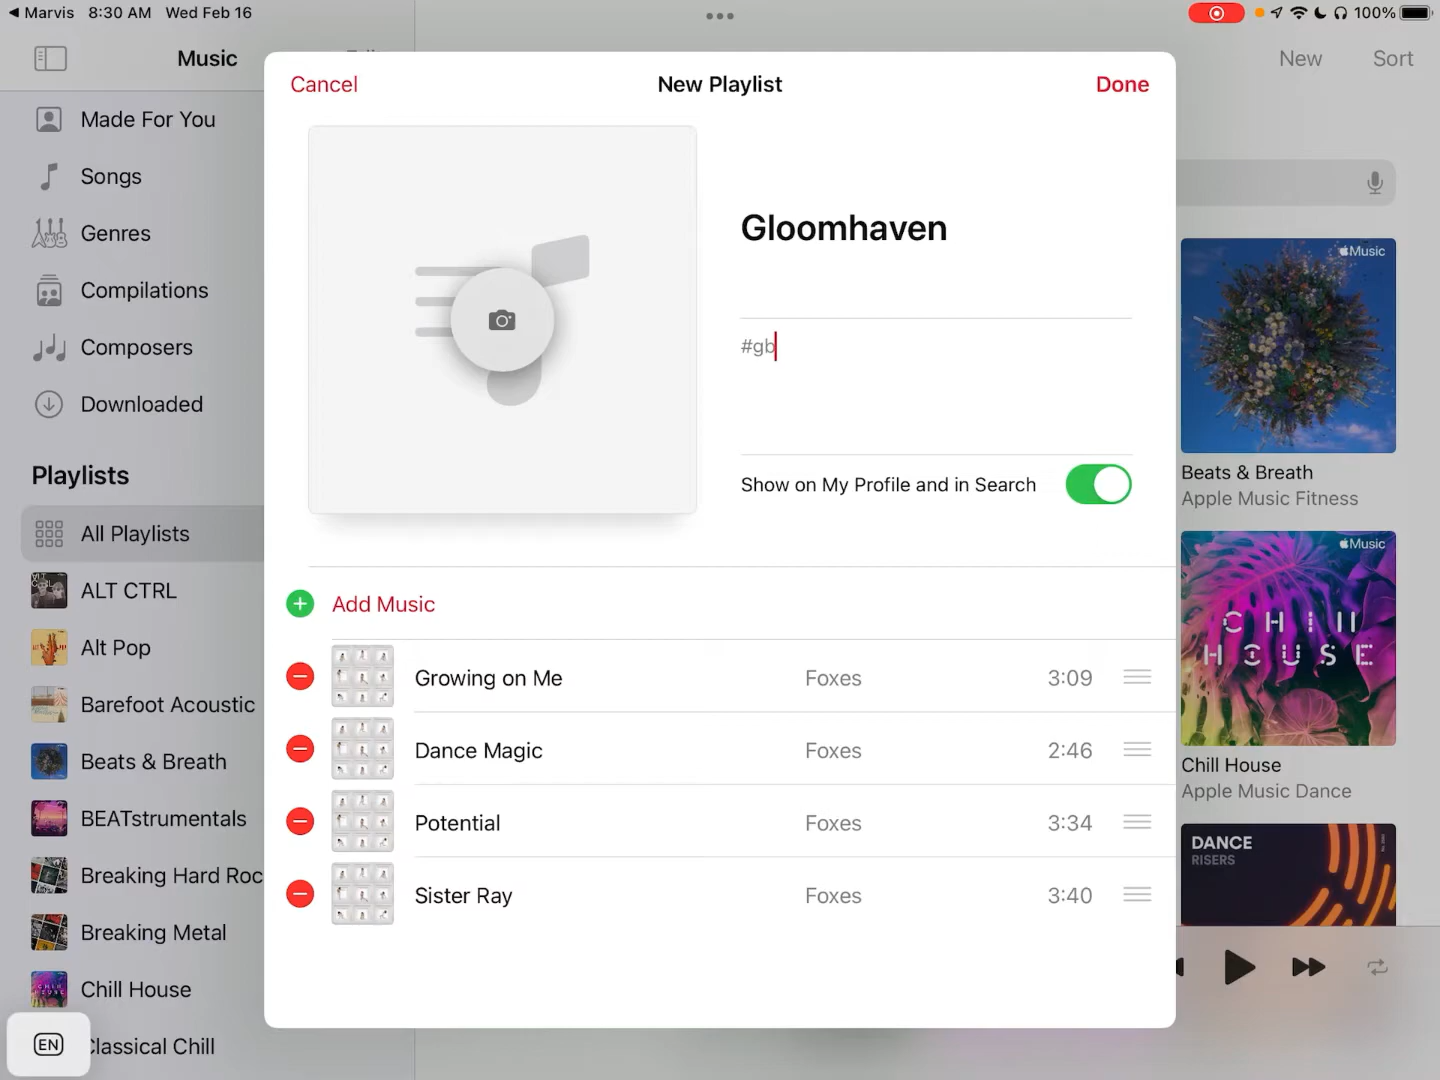 Marvis 8:30 AM Wed Feb 16
100%
Music
New Sort
Cancel New Playlist Done
Made For You
Songs
Genres
Compilations
Composers
Downloaded
Playlists
All Playlists
ALT CTRL
Alt Pop
Barefoot Acoustic
Beats & Breath
BEATstrumentals
Breaking Hard Roc
Breaking Metal
Chill House
Classical Chill
EN
Gloomhaven
#gb
Show on My Profile and in Search
Add Music
Growing on Me Foxes 3:09
Dance Magic Foxes 2:46
Potential Foxes 3:34
Sister Ray Foxes 3:40
Music
Beats & Breath
Apple Music Fitness
Music
CHILL
HOUSE
Chill House
Apple Music Dance
DANCE
RISERS